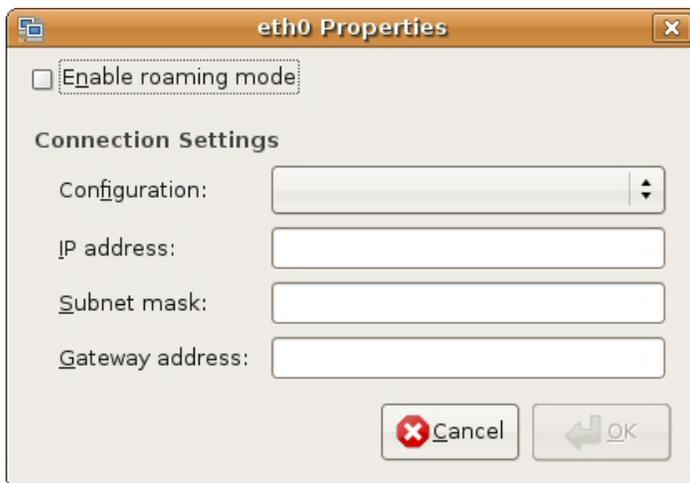 eth0 Properties
Enable roaming mode
Connection Settings
Configuration:
IP address:
Subnet mask:
Gateway address:
Cancel
OK